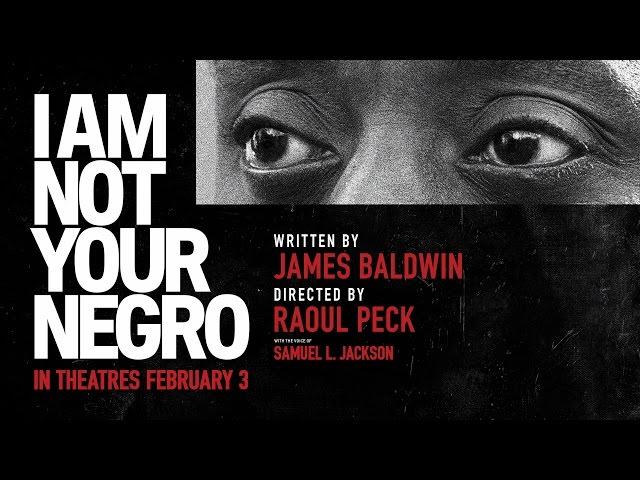 I AM
NOT
YOUR
NEGRO
IN THEATRES FEBRUARY 3
WRITTEN BY
JAMES BALDWIN
DIRECTED BY
RAOUL PECK
WITH THE VOICE OF
SAMUEL L. JACKSON